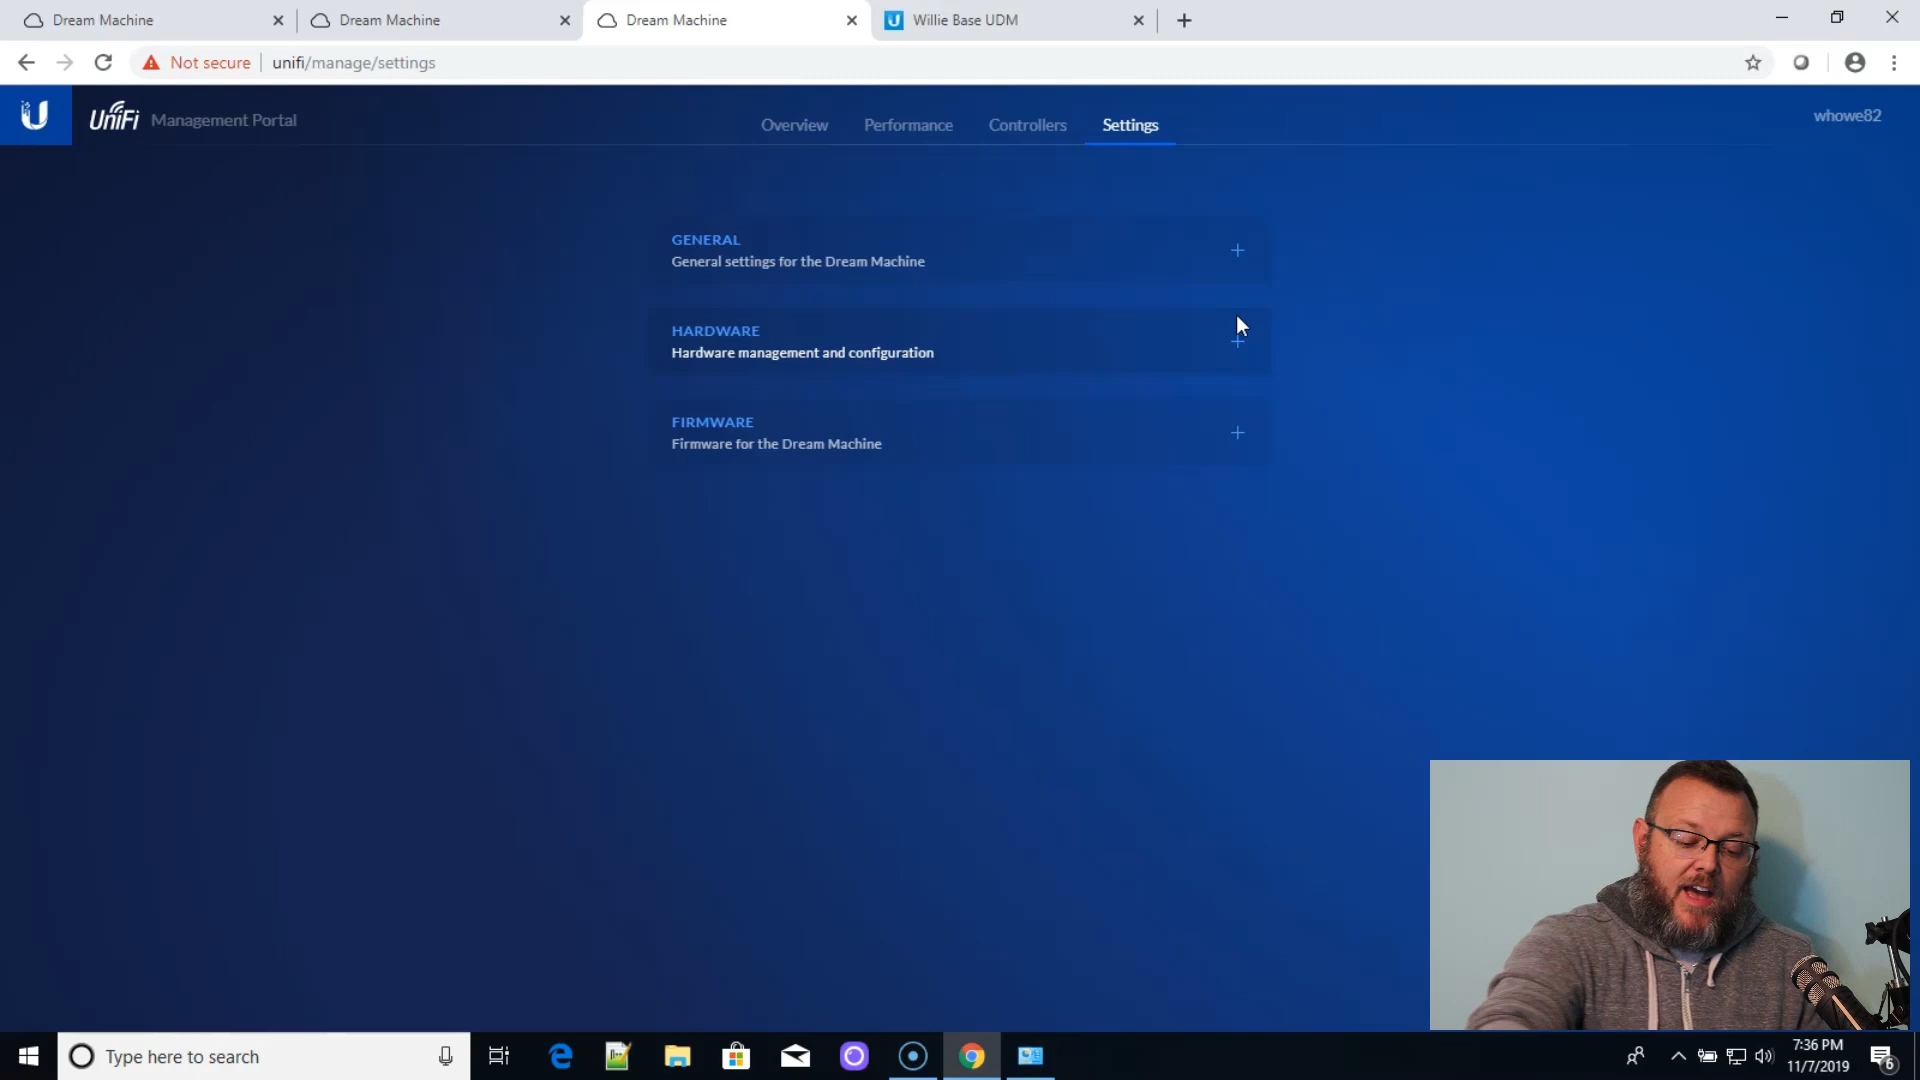 Dream Machine
Dream Machine
Dream Machine
Willie Base UDM
Not secure
unifi/manage/settings
UniFi Management Portal
Overview
Performance
Controllers
Settings
whowe82
GENERAL
General settings for the Dream Machine
HARDWARE
Hardware management and configuration
FIRMWARE
Firmware for the Dream Machine
Type here to search
7:36 PM
11/7/2019
6